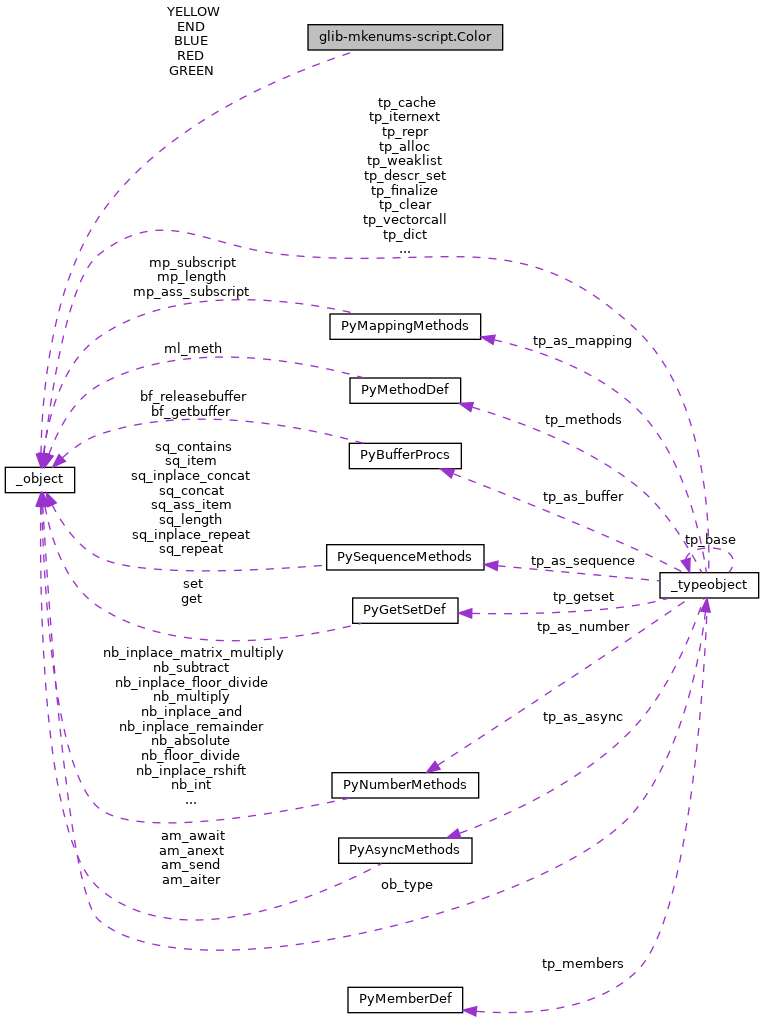 YELLOW
END
BLUE
RED
GREEN
glib-mkenums-script.Color
tp_cache
tp_iternext
tp_repr
tp_alloc
tp_weaklist
tp_descr_set
tp_finalize
tp_clear
tp_vectorcall
tp_dict
...
mp_subscript
mp_length
mp_ass_subscript
PyMappingMethods
tp_as_mapping
ml_meth
PyMethodDef
tp_methods
bf_releasebuffer
bf_getbuffer
PyBufferProcs
tp_as_buffer
_object
sq_contains
sq_item
sq_inplace_concat
sq_concat
sq_ass_item
sq_length
sq_inplace_repeat
sq_repeat
PySequenceMethods
tp_as_sequence
tp_base
_typeobject
set
get
PyGetSetDef
tp_getset
tp_as_number
nb_inplace_matrix_multiply
nb_subtract
nb_inplace_floor_divide
nb_multiply
nb_inplace_and
nb_inplace_remainder
nb_absolute
nb_floor_divide
nb_inplace_rshift
nb_int
...
PyNumberMethods
tp_as_async
am_await
am_anext
am_send
am_aiter
PyAsyncMethods
ob_type
tp_members
PyMemberDef